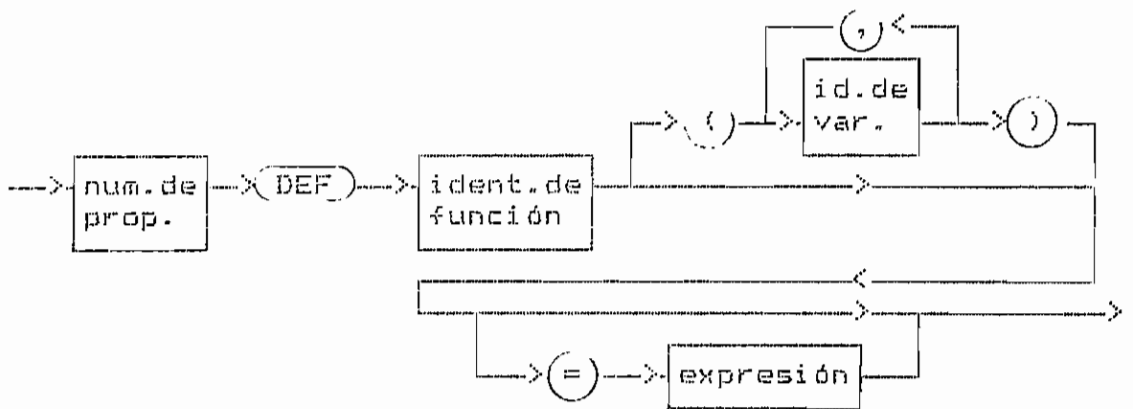 ,
id.de
var.
(
)
num.de
prop.
DEF
ident.de
función
=
expresión